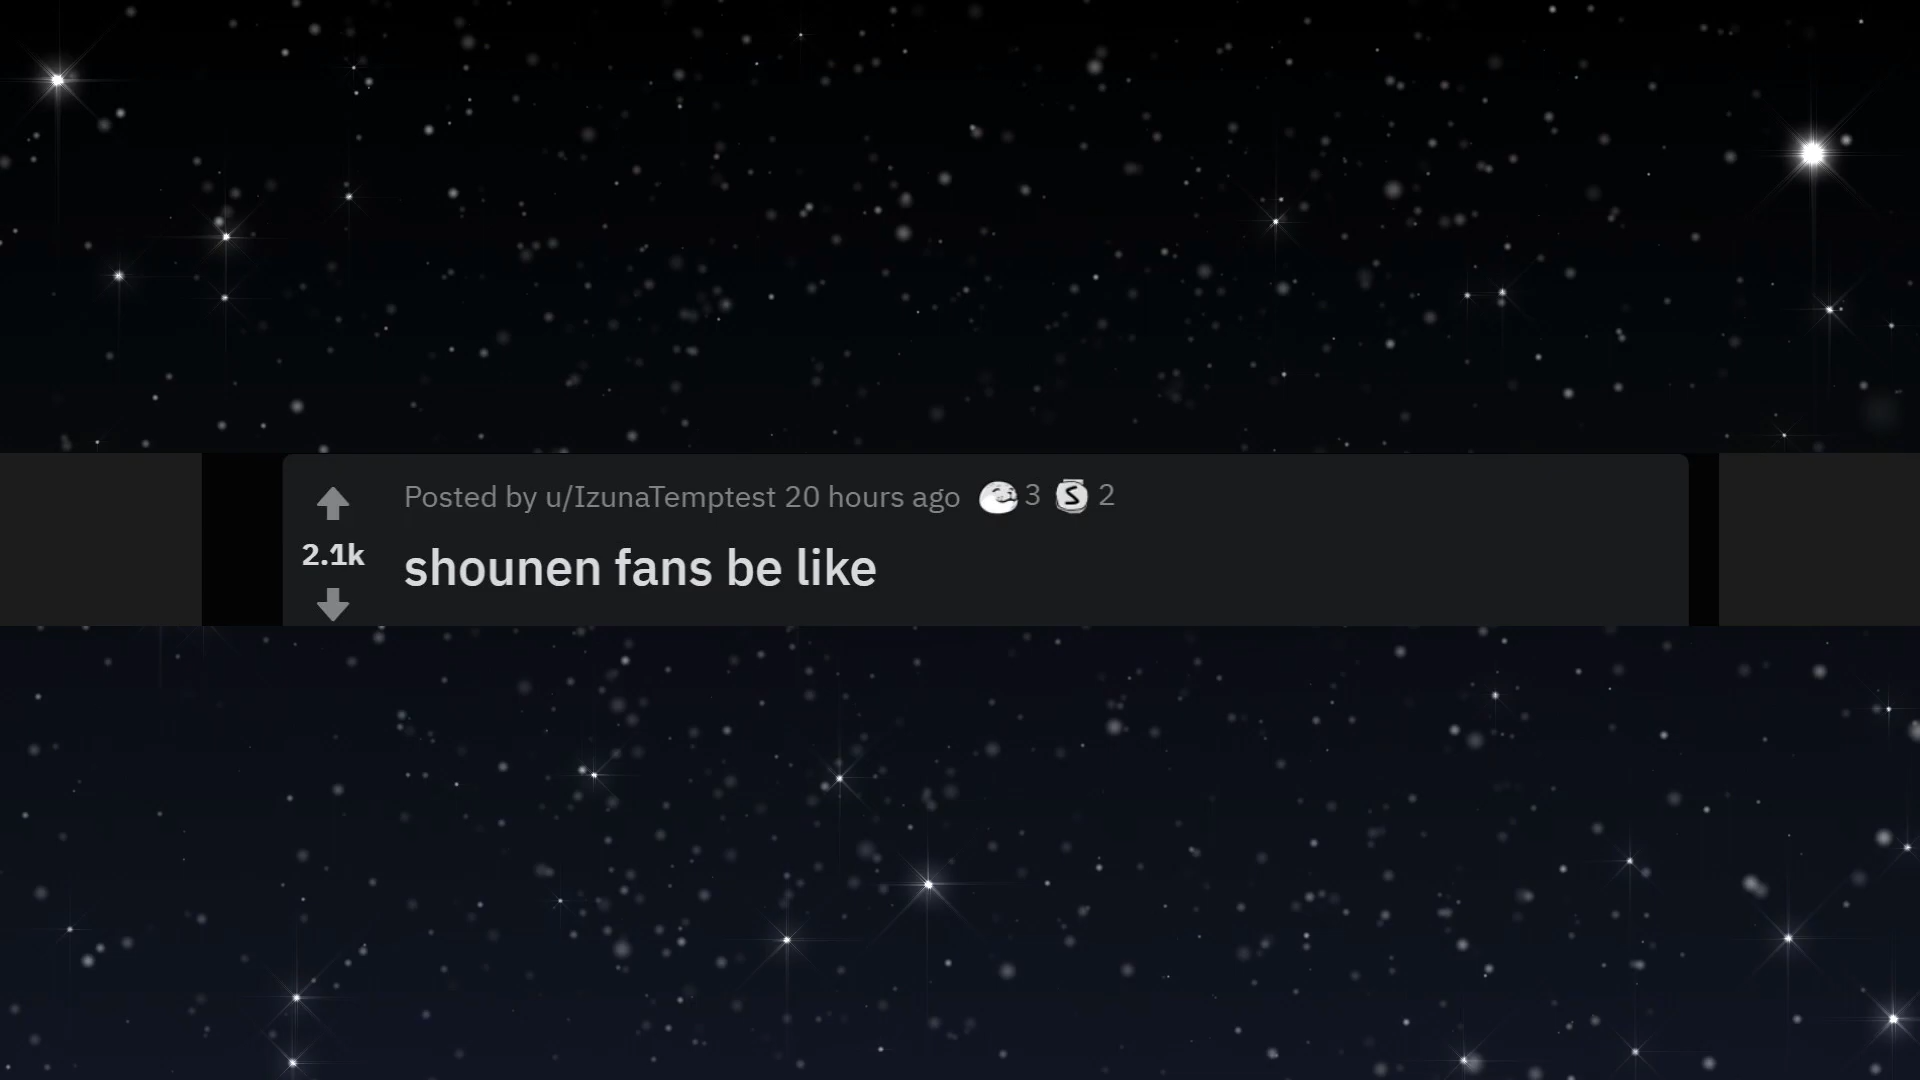 Posted by u/IzunaTemptest 20 hours ago 3 S 2
2.1k
shounen fans be like